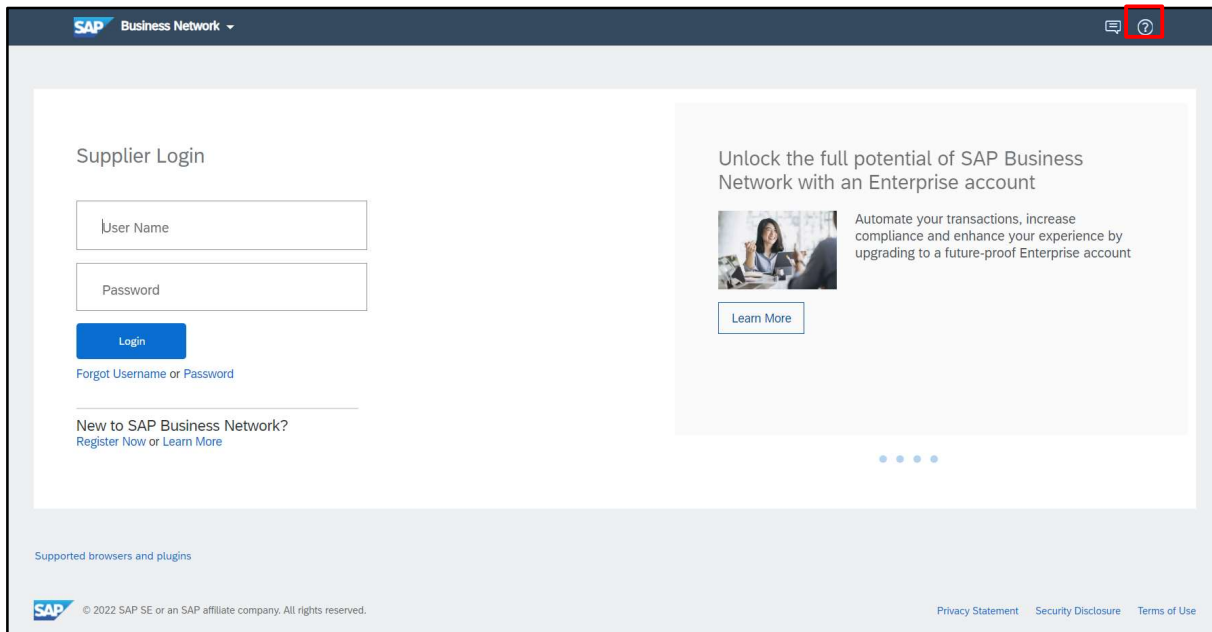 SAP Business Network
Supplier Login
User Name
Password
Login
Forgot Username or Password
New to SAP Business Network?
Register Now or Learn More
Unlock the full potential of SAP Business
Network with an Enterprise account
Automate your transactions, increase
compliance and enhance your experience by
upgrading to a future-proof Enterprise account
Learn More
Supported browsers and plugins
SAP © 2022 SAP SE or an SAP affiliate company. All rights reserved.
Privacy Statement Security Disclosure Terms of Use